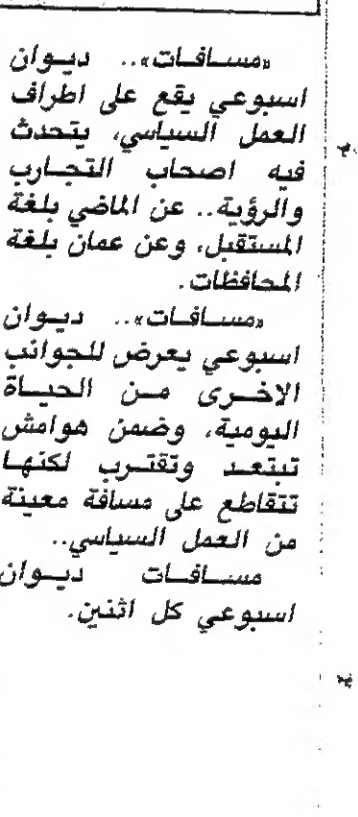 «مسافات».. ديوان
اسبوعي يقع على اطراف
العمل السياسي، يتحدث
فيه اصحاب التجارب
والرؤية.. عن الماضي بلغة
المستقبل، وعن عمان بلغة
المحافظات.
«مسافات».. ديوان
اسبوعي يعرض للجوانب
الاخرى من الحياة
اليومية، وضمن هوامش
تبتعد وتقترب لكنها
تتقاطع على مسافة معينة
من العمل السياسي..
مسافات ديوان
اسبوعي كل اثنين.